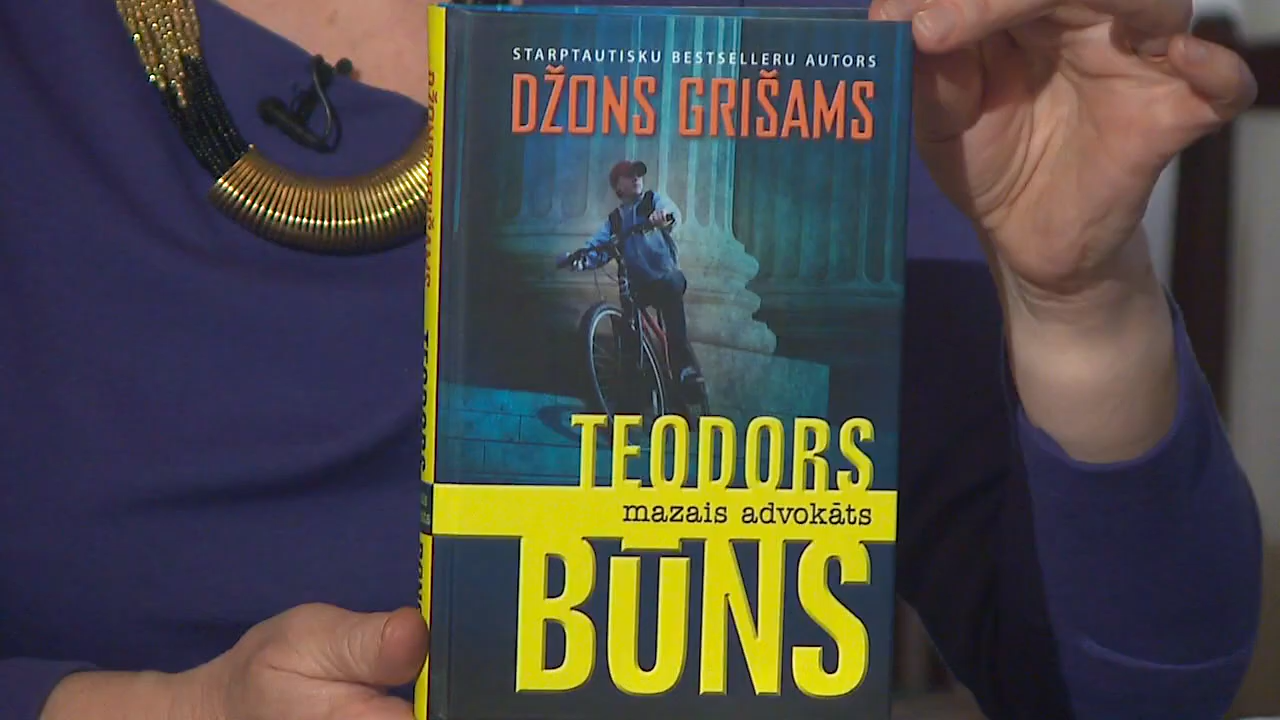 STARPTAUTISKU BESTSELLERU AUTORS
DŽONS GRIŠAMS
TEODORS
mazais advokāts
BŪNS